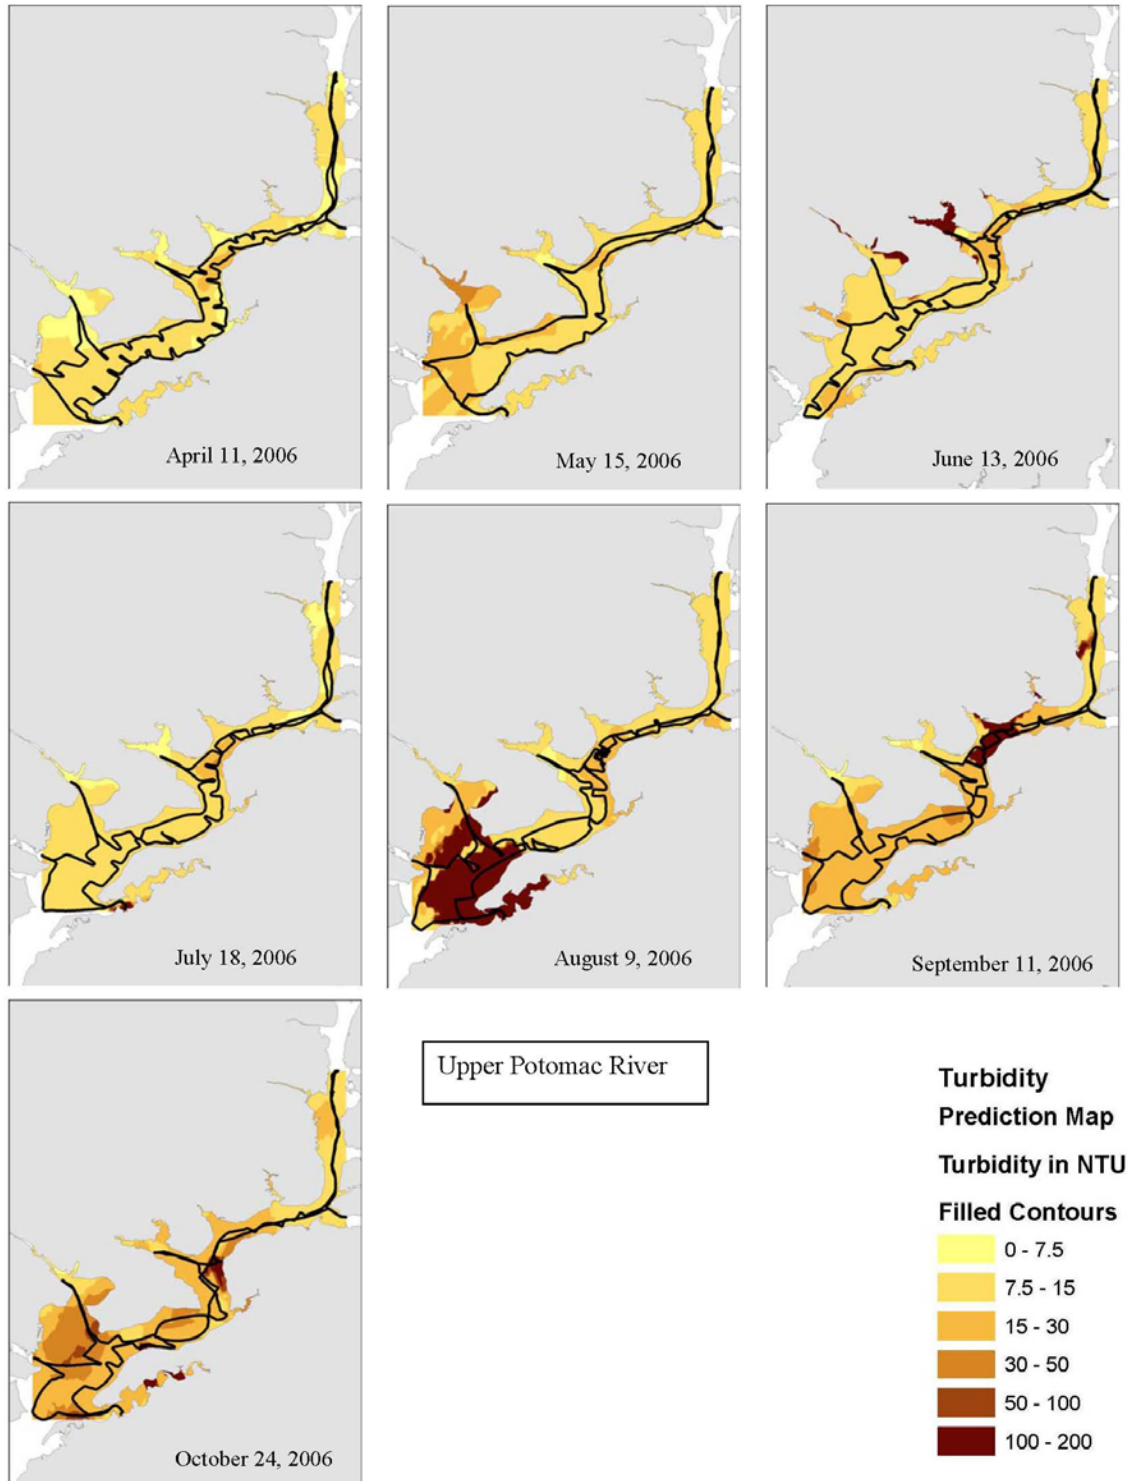 April 11, 2006
May 15, 2006
June 13, 2006
July 18, 2006
August 9, 2006
September 11, 2006
October 24, 2006
Upper Potomac River
Turbidity
Prediction Map
Turbidity in NTU
Filled Contours
0 - 7.5
7.5 - 15
15 - 30
30 - 50
50 - 100
100 - 200